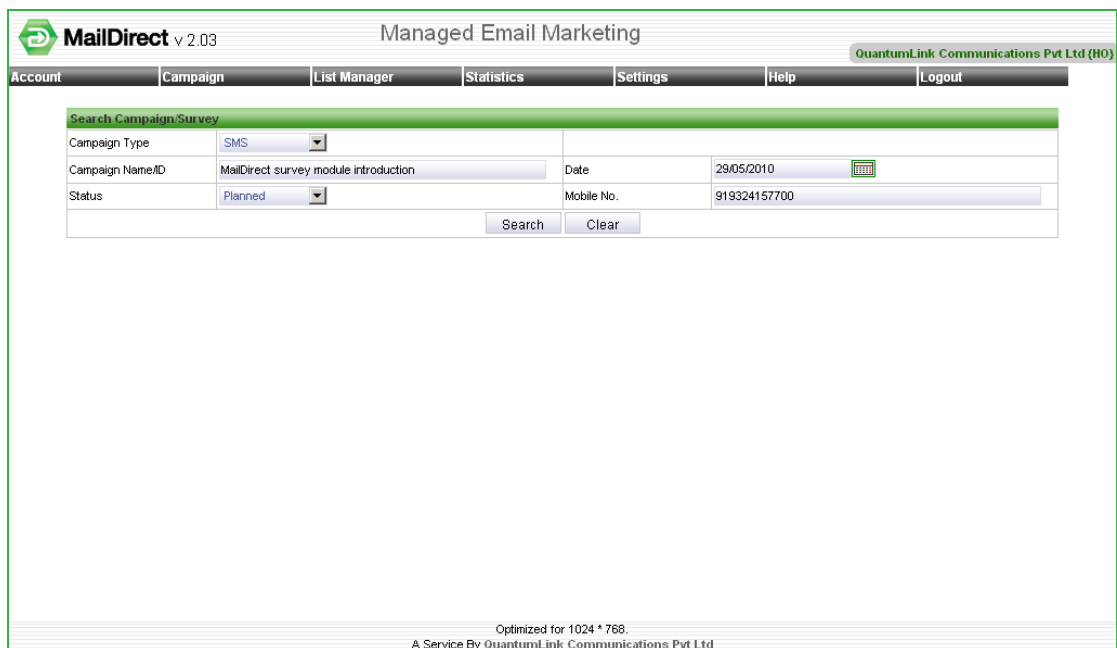 MailDirect v 2.03
Managed Email Marketing
QuantumLink Communications Pvt Ltd {HO}
Account Campaign List Manager Statistics Settings Help Logout
Search Campaign/Survey
Campaign Type SMS
Campaign Name/ID MailDirect survey module introduction Date 29/05/2010
Status Planned Mobile No. 919324157700
Search Clear
Optimized for 1024 * 768.
A Service By QuantumLink Communications Pvt Ltd